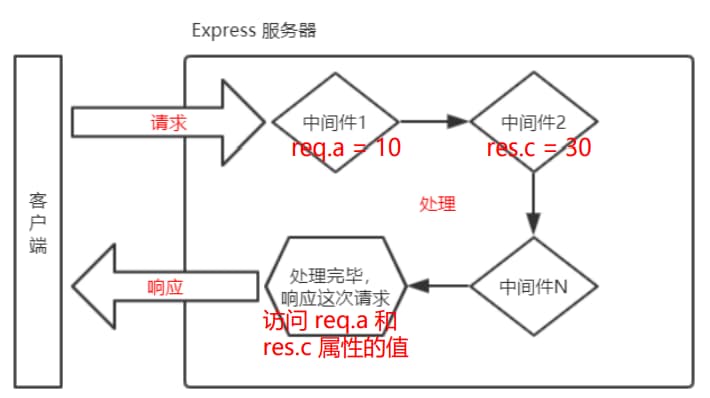 Express 服务器
客户端
请求
中间件1
req.a = 10
中间件2
res.c = 30
处理
中间件N
处理完毕，
响应这次请求
访问 req.a 和
res.c 属性的值
响应